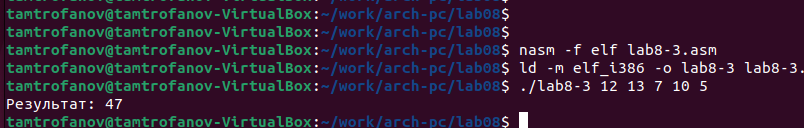 tamtrofanov@tamtrofanov-VirtualBox:~/work/arch-pc/lab08$
tamtrofanov@tamtrofanov-VirtualBox:~/work/arch-pc/lab08$
tamtrofanov@tamtrofanov-VirtualBox:~/work/arch-pc/lab08$ nasm -f elf lab8-3.asm
tamtrofanov@tamtrofanov-VirtualBox:~/work/arch-pc/lab08$ ld -m elf_i386 -o lab8-3 lab8-3.
tamtrofanov@tamtrofanov-VirtualBox:~/work/arch-pc/lab08$ ./lab8-3 12 13 7 10 5
Результат: 47
tamtrofanov@tamtrofanov-VirtualBox:~/work/arch-pc/lab08$